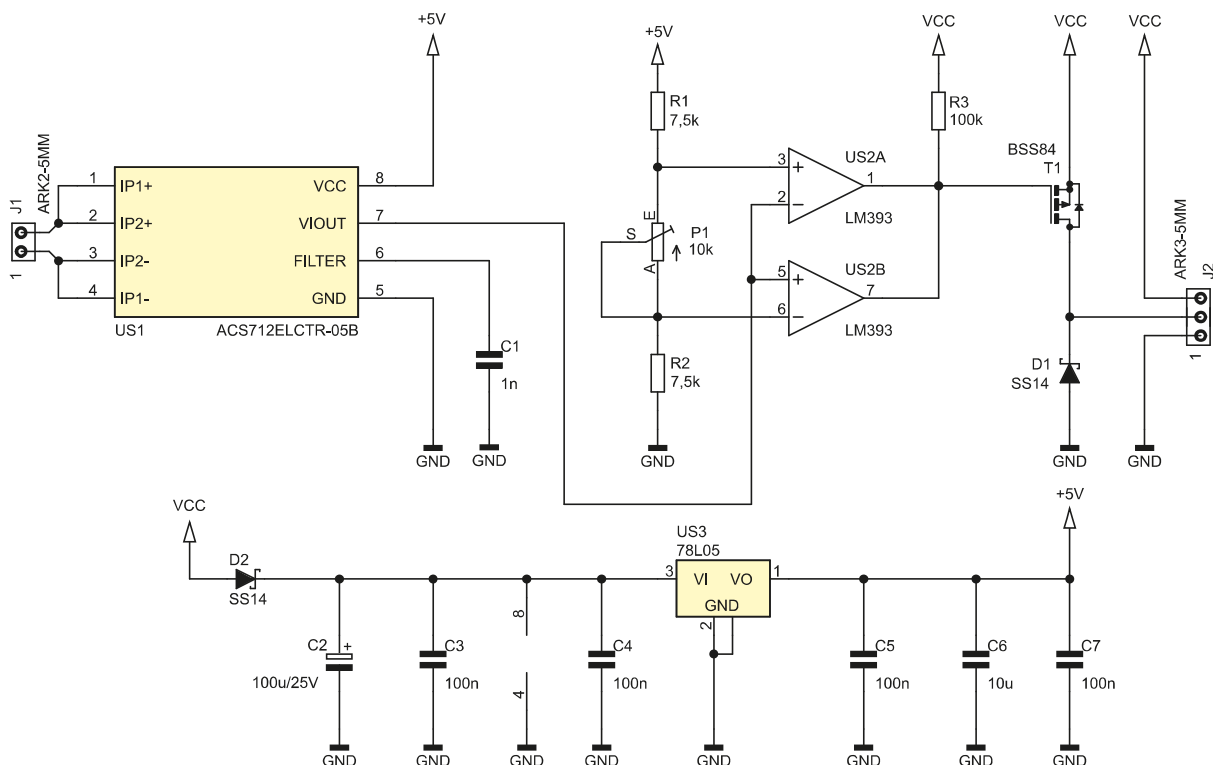 +5V
+5V
VCC
VCC
VCC
R1
7,5k
R3
100k
ARK2-5MM
J1
1
1
2
3
4
IP1+
IP2+
IP2-
IP1-
VCC
VIOUT
FILTER
GND
8
7
6
5
US1
ACS712ELCTR-05B
C1
1n
GND
GND
E
S
A
P1
10k
3
2
+
−
1
US2A
LM393
5
6
+
−
7
US2B
LM393
R2
7,5k
GND
BSS84
T1
ARK3-5MM
J2
1
D1
SS14
GND
GND
VCC
D2
SS14
C2
+
100u/25V
GND
C3
100n
GND
8
4
GND
C4
100n
GND
US3
78L05
3
VI
VO
1
GND
2
GND
C5
100n
GND
C6
10u
GND
+5V
C7
100n
GND